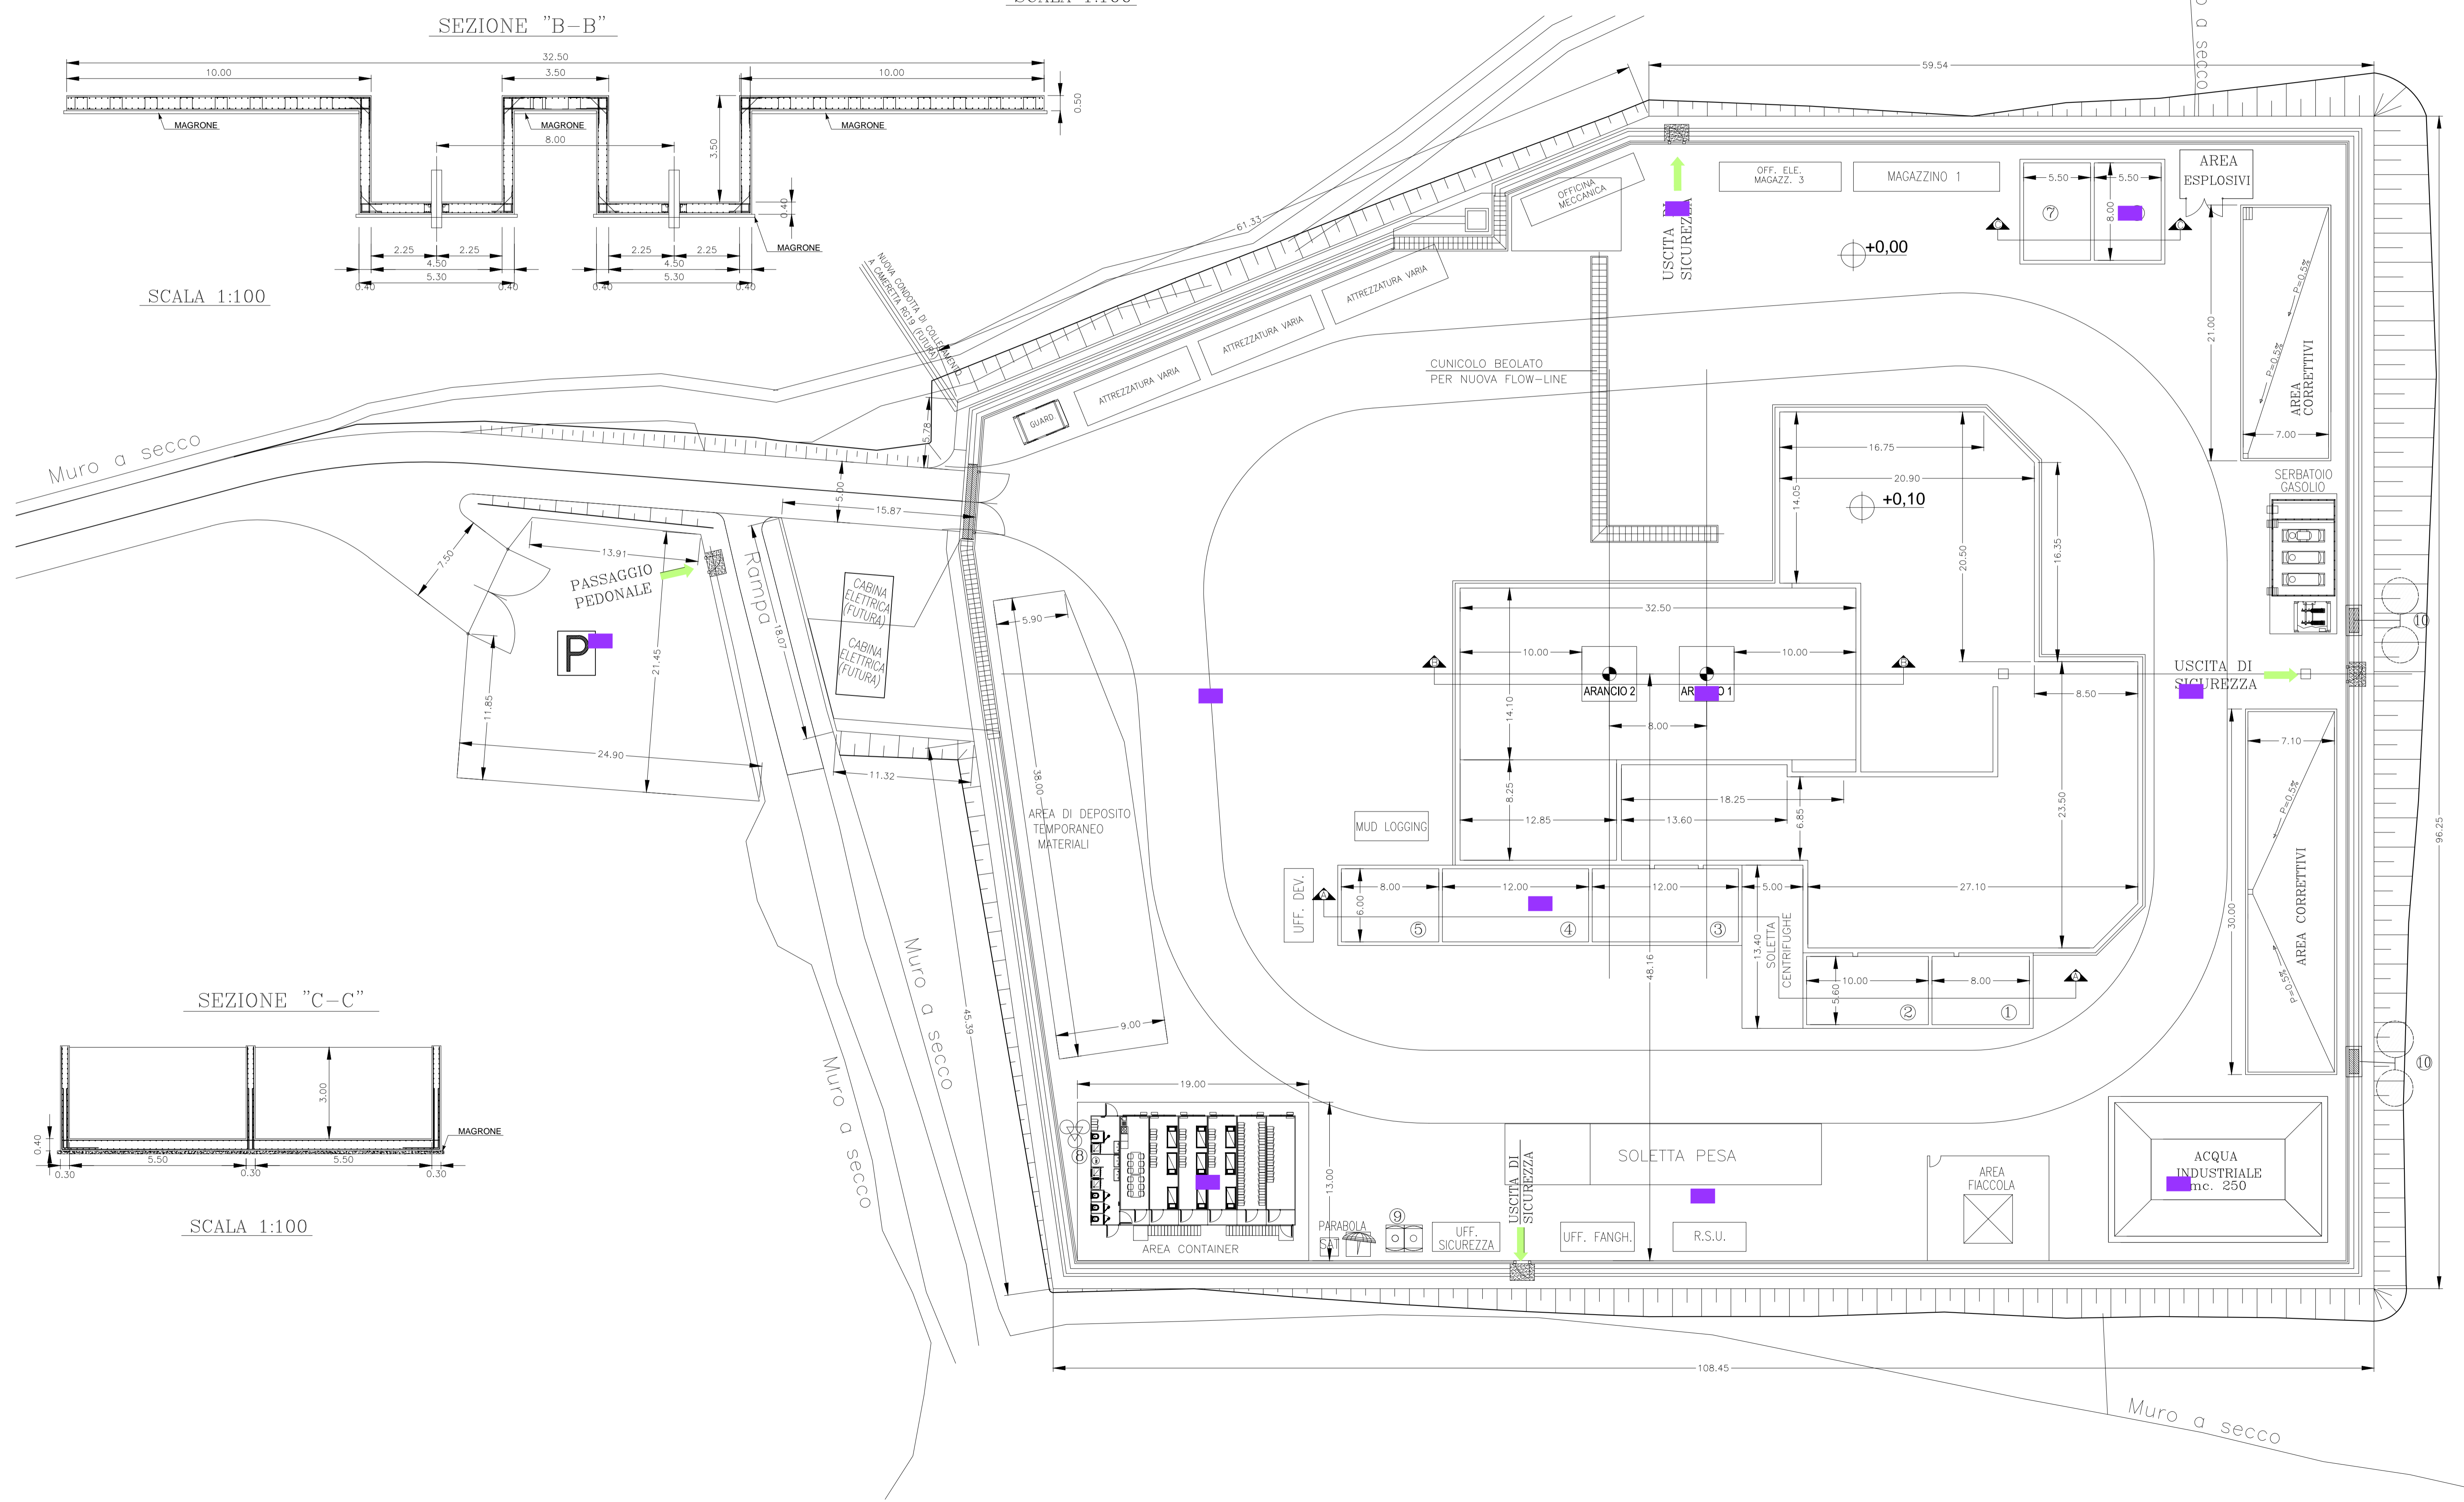 SCALA 1:100
SEZIONE "B-B"
32.50
10.00
3.50
10.00
0.50
MAGRONE
MAGRONE
MAGRONE
8.00
3.50
0.40
MAGRONE
2.25
2.25
2.25
2.25
4.50
4.50
5.30
5.30
0.40
0.40
0.40
0.40
SCALA 1:100
Muro a secco
NUOVA CONDOTTA DI COLLEGAMENTO
A CAMERETTA RG19 (FUTURA)
61.33
59.54
a secco
96.25
OFFICINA
MECCANICA
USCITA DI
SICUREZZA
OFF. ELE.
MAGAZZ. 3
MAGAZZINO 1
5.50
5.50
8.00
7
C
C
AREA
ESPLOSIVI
+0,00
ATTREZZATURA VARIA
ATTREZZATURA VARIA
ATTREZZATURA VARIA
GUARD.
CUNICOLO BEOLATO
PER NUOVA FLOW-LINE
21.00
P=0.5%
P=0.5%
AREA
CORRETTIVI
7.00
SERBATOIO
GASOLIO
5.78
5.00
15.87
7.50
13.91
PASSAGGIO
PEDONALE
P
21.45
11.85
24.90
Rampa
18.07
CABINA
ELETTRICA
(FUTURA)
CABINA
ELETTRICA
(FUTURA)
11.32
5.90
38.00
AREA DI DEPOSITO
TEMPORANEO
MATERIALI
9.00
45.39
Muro a secco
Muro a secco
16.75
20.90
14.05
+0,10
20.50
16.35
32.50
10.00
10.00
B
B
ARANCIO 2
8.00
14.10
8.50
USCITA DI
SICUREZZA
10
8.25
12.85
18.25
13.60
6.85
23.50
MUD LOGGING
UFF. DEV.
A
8.00
12.00
12.00
5.00
27.10
6.00
5
4
3
13.40
SOLETTA
CENTRIFUGHE
48.16
10.00
8.00
5.60
2
1
A
7.10
P=0.5%
P=0.5%
30.00
AREA CORRETTIVI
10
SEZIONE "C-C"
3.00
0.40
MAGRONE
5.50
5.50
0.30
0.30
0.30
SCALA 1:100
19.00
13.00
8
AREA CONTAINER
PARABOLA
SAT
9
UFF.
SICUREZZA
USCITA DI
SICUREZZA
UFF. FANGH.
R.S.U.
SOLETTA PESA
AREA
FIACCOLA
ACQUA
INDUSTRIALE
mc. 250
108.45
Muro a secco